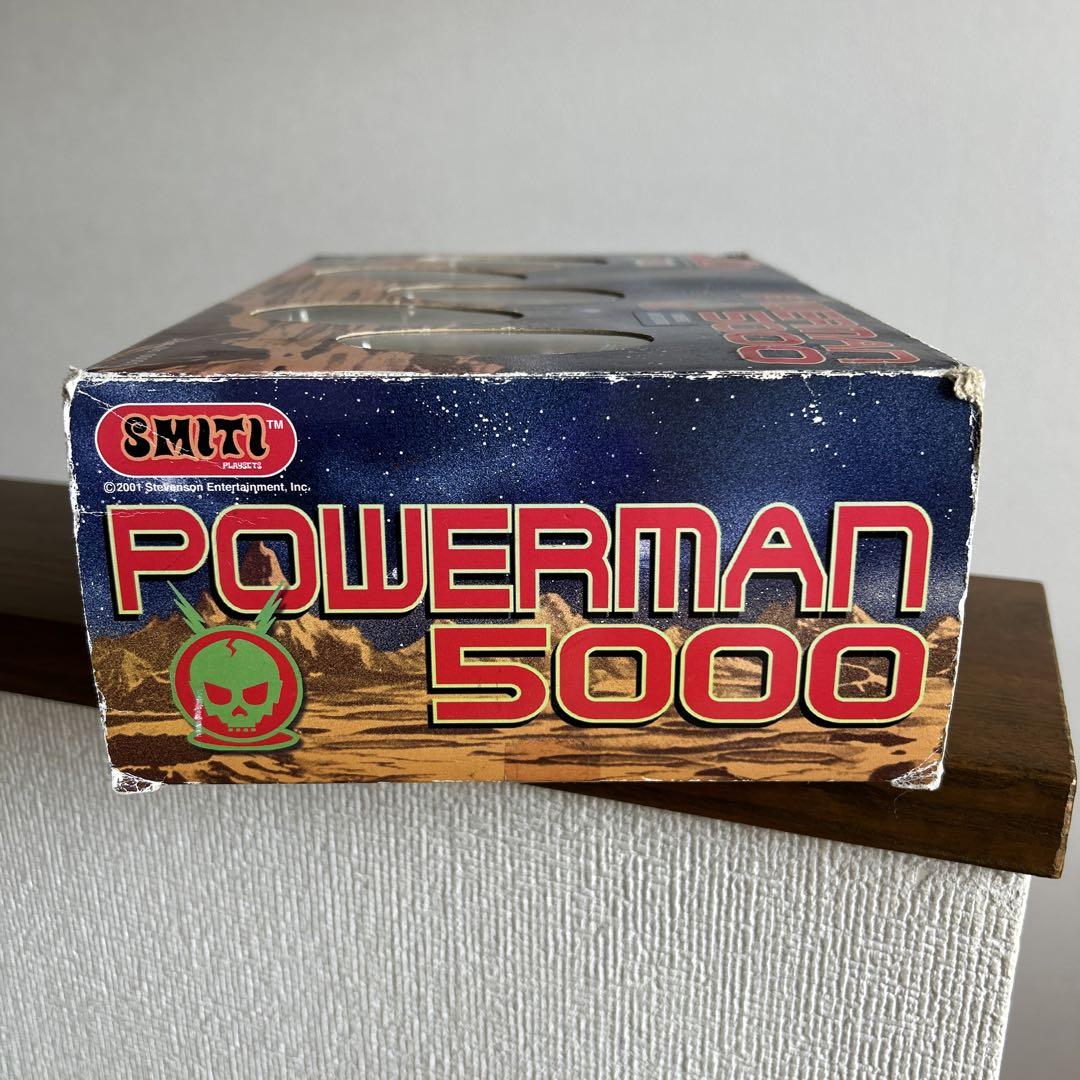 SMITI™
PLAYSETS
©2001 Stevenson Entertainment, Inc.
POWERMAN
5000